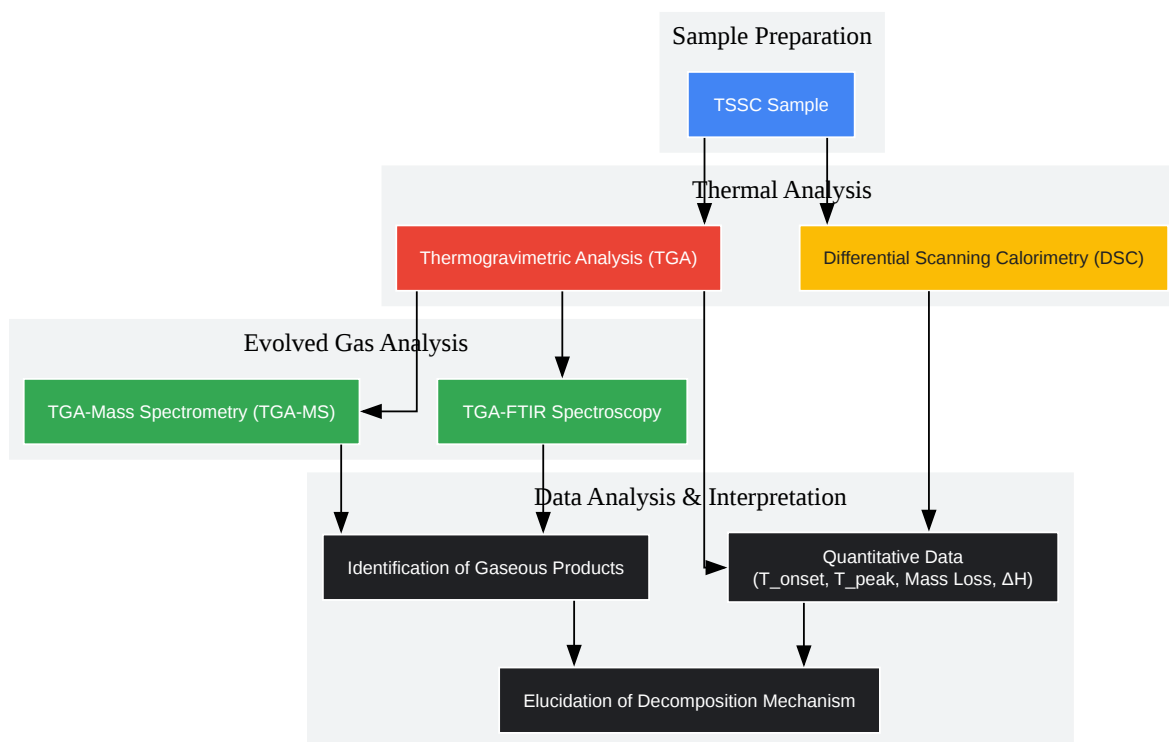 Sample Preparation
TSSC Sample
Thermal Analysis
Thermogravimetric Analysis (TGA)
Differential Scanning Calorimetry (DSC)
Evolved Gas Analysis
TGA-Mass Spectrometry (TGA-MS)
TGA-FTIR Spectroscopy
Data Analysis & Interpretation
Identification of Gaseous Products
Quantitative Data
(T_onset, T_peak, Mass Loss, ΔH)
Elucidation of Decomposition Mechanism